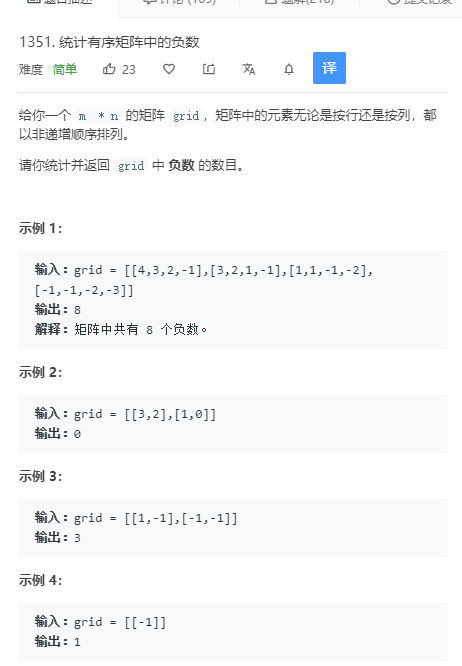 题目描述
评论 (165)
题解(218)
提交记录
1351. 统计有序矩阵中的负数
难度 简单 23 译
给你一个 m * n 的矩阵 grid，矩阵中的元素无论是按行还是按列，都
以非递增顺序排列。
请你统计并返回 grid 中 负数 的数目。
示例 1：
输入：grid = [[4,3,2,-1],[3,2,1,-1],[1,1,-1,-2],
[-1,-1,-2,-3]]
输出：8
解释：矩阵中共有 8 个负数。
示例 2：
输入：grid = [[3,2],[1,0]]
输出：0
示例 3：
输入：grid = [[1,-1],[-1,-1]]
输出：3
示例 4：
输入：grid = [[-1]]
输出：1